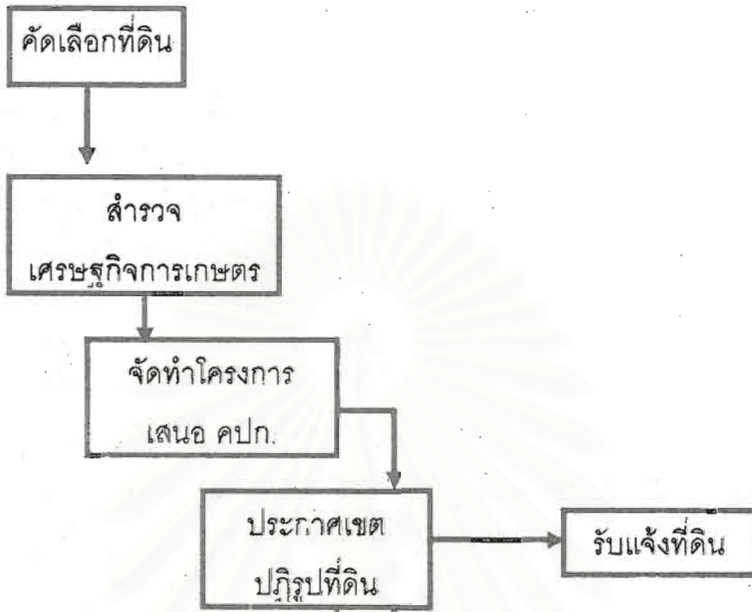 คัดเลือกที่ดิน
สำรวจ
เศรษฐกิจการเกษตร
จัดทำโครงการ
เสนอ คปก.
ประกาศเขต
ปฏิรูปที่ดิน
รับแจ้งที่ดิน